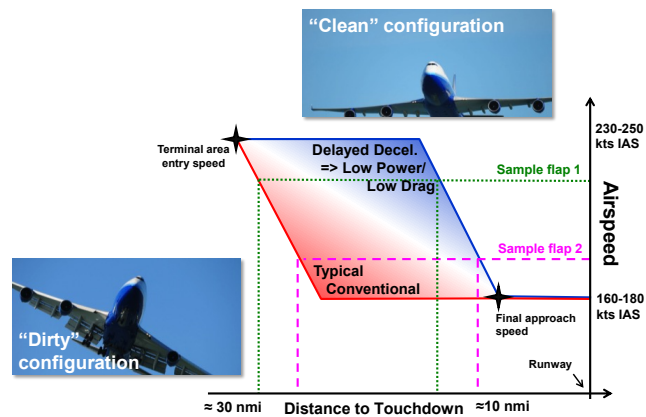 “Clean” configuration
230-250
kts IAS
Terminal area
entry speed
Delayed Decel.
=> Low Power/
Low Drag
Sample flap 1
Airspeed
Sample flap 2
“Dirty”
configuration
Typical
Conventional
160-180
kts IAS
Final approach
speed
Runway
≈ 30 nmi
Distance to Touchdown
≈10 nmi